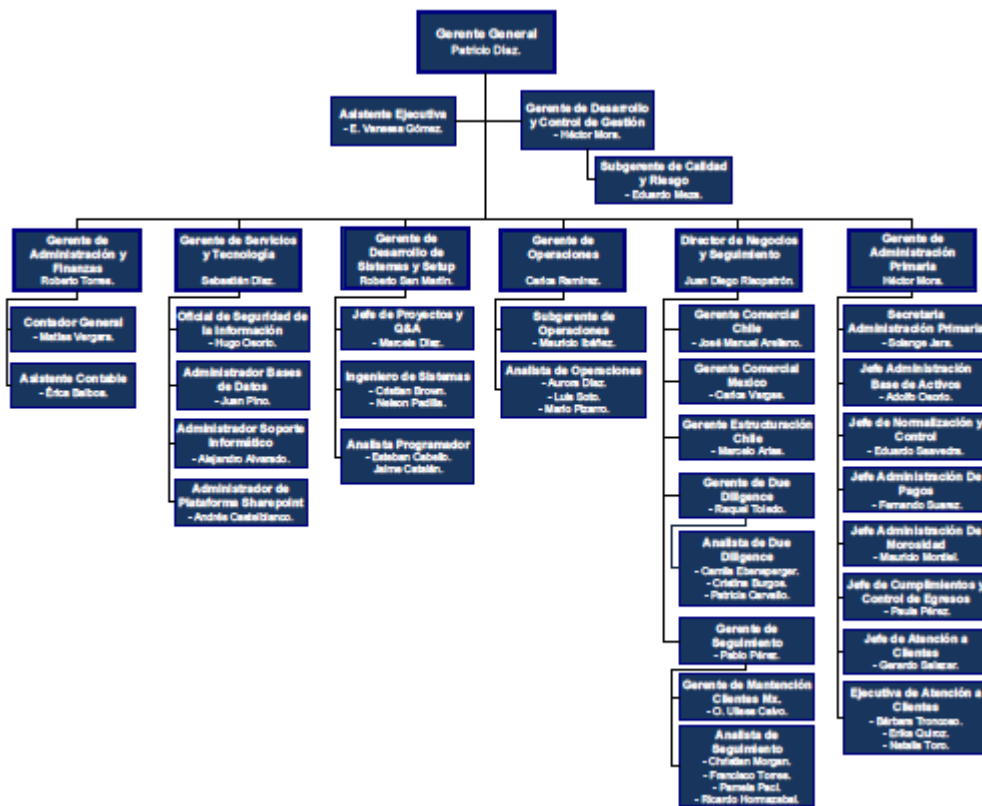 Gerente General
Patricio Díaz.
Asistente Ejecutiva
- E. Vanessa Gómez.
Gerente de Desarrollo
y Control de Gestión
- Héctor Mora.
Subgerente de Calidad
y Riesgo
- Eduardo Meza.
Gerente de
Administración y
Finanzas
Roberto Torres.
Contador General
- Matías Vergara.
Asistente Contable
- Érica Balboa.
Gerente de Servicios
y Tecnología
Sebastián Díaz.
Oficial de Seguridad de
la Información
- Hugo Osorio.
Administrador Bases
de Datos
- Juan Pino.
Administrador Soporte
Informático
- Alejandro Alvarado.
Administrador de
Plataforma Sharepoint
- Andrés Castelblanco.
Gerente de
Desarrollo de
Sistemas y Setup
Roberto San Martín.
Jefe de Proyectos y
Q&A
- Marcela Díaz.
Ingeniero de Sistemas
- Cristian Brown.
- Nelson Padilla.
Analista Programador
- Esteban Cabello.
Jaime Catalán.
Gerente de
Operaciones
Carlos Ramírez.
Subgerente de
Operaciones
- Mauricio Ibáñez.
Analista de Operaciones
- Aurora Díaz.
- Luis Soto.
- Mario Pizarro.
Director de Negocios
y Seguimiento
Juan Diego Risopatrón.
Gerente Comercial
Chile
- José Manuel Arellano.
Gerente Comercial
Mexico
- Carlos Vargas.
Gerente Estructuración
Chile
- Marcelo Arias.
Gerente de Due
Diligence
- Raquel Toledo.
Analista de Due
Diligence
- Camila Ebensperger.
- Cristina Burgos.
- Patricia Carvallo.
Gerente de
Seguimiento
- Pablo Pérez.
Gerente de Mantención
Clientes Mx.
- O. Ulises Calvo.
Analista de
Seguimiento
- Christian Morgan.
- Francisco Torres.
- Pamela Paci.
- Ricardo Hormazabal.
Gerente de
Administración
Primaria
Héctor Mora.
Secretaria
Administración Primaria
- Solange Jara.
Jefe Administración
Base de Activos
- Adolfo Osorio.
Jefe de Normalización y
Control
- Eduardo Saavedra.
Jefe Administración De
Pagos
- Fernando Suarez.
Jefe Administración De
Morosidad
- Mauricio Montiel.
Jefe de Cumplimientos y
Control de Egresos
- Paula Pérez.
Jefe de Atención a
Clientes
- Gerardo Salazar.
Ejecutiva de Atención a
Clientes
- Bárbara Troncoso.
- Erika Quiroz.
- Natalia Toro.